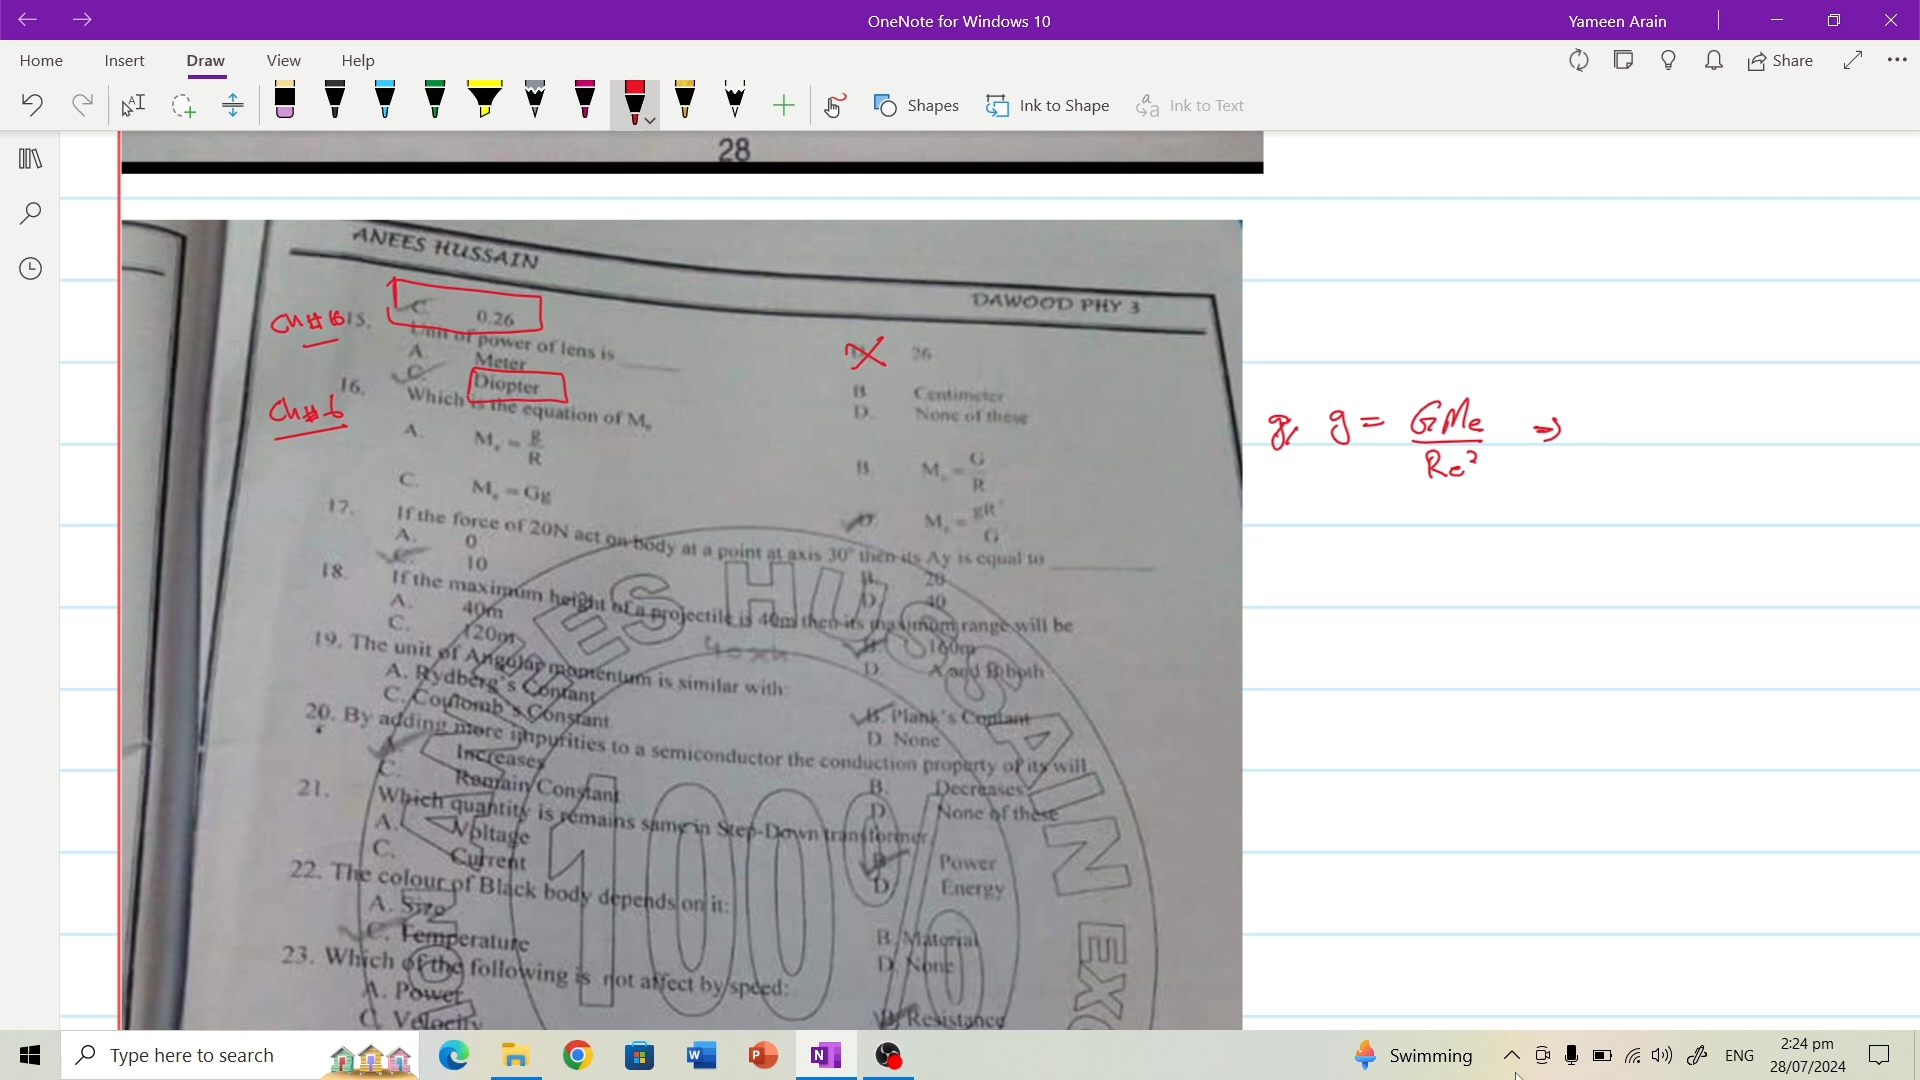 OneNote for Windows 10
Yameen Arain
Home Insert Draw View Help
Share
Shapes Ink to Shape Ink to Text
28
ANEES HUSSAIN
DAWOOD PHY 3
C. 0.26
26
Ch#
15. Unit of power of lens is ______
A. Meter
B. Centimeter
C. Diopter
D. None of these
Ch#6
16. Which is the equation of Mₑ
A. Mₑ = g/R
B. Mₑ = G/R
C. Mₑ = Gg
D. Mₑ = gR²/G
g = GMe/Re² ⇒
17. If the force of 20N act on body at a point at axis 30° then its Ay is equal to ______
A. 0
B. 20
C. 10
D. 40
18. If the maximum height of a projectile is 40m then its maximum range will be
A. 40m
B. 160m
C. 120m
D. A and B both
19. The unit of Angular momentum is similar with:
A. Rydberg's Contant
B. Plank's Contant
C. Coulomb's Constant
D. None
20. By adding more impurities to a semiconductor the conduction property of its will
A. Increases
B. Decreases
C. Remain Constant
D. None of these
21. Which quantity is remains same in Step-Down transformer
A. Voltage
B. Power
C. Current
D. Energy
22. The colour of Black body depends on it:
A. Size
B. Material
C. Temperature
D. None
23. Which of the following is not affect by speed:
A. Power
C. Velocity
Resistance
HUSSAIN
100%
Type here to search
Swimming
ENG
2:24 pm
28/07/2024